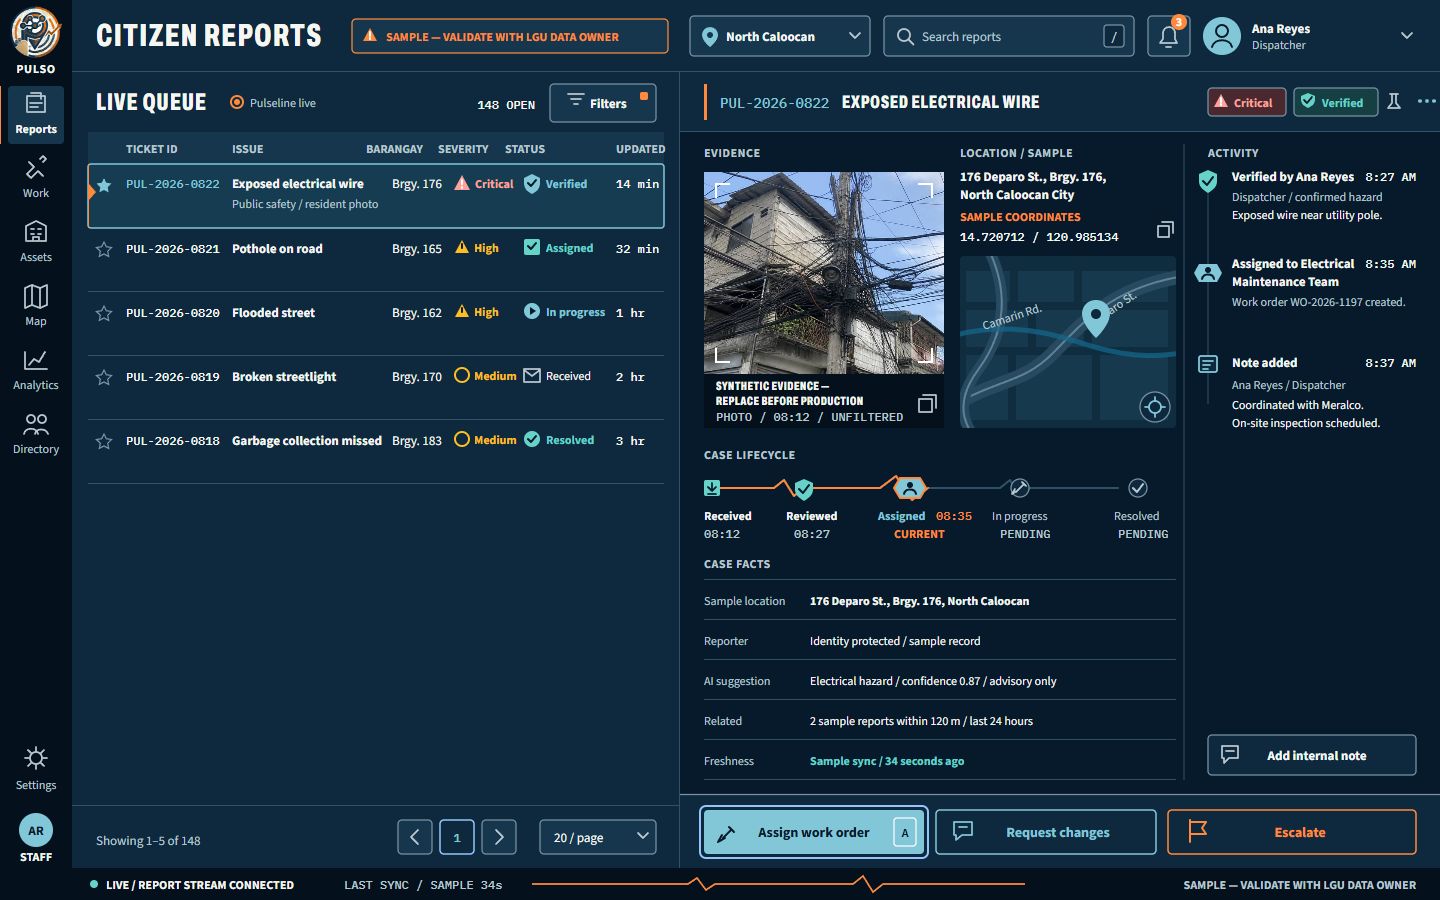 PULSO
Reports
Work
Assets
Map
Analytics
Directory
Settings
AR
STAFF
CITIZEN REPORTS
SAMPLE — VALIDATE WITH LGU DATA OWNER
North Caloocan
Search reports
/
3
Ana Reyes
Dispatcher
LIVE QUEUE
Pulseline live
148 OPEN
Filters
TICKET ID ISSUE BARANGAY SEVERITY STATUS UPDATED
PUL-2026-0822 Exposed electrical wire Brgy. 176 Critical Verified 14 min
Public safety / resident photo
PUL-2026-0821 Pothole on road Brgy. 165 High Assigned 32 min
PUL-2026-0820 Flooded street Brgy. 162 High In progress 1 hr
PUL-2026-0819 Broken streetlight Brgy. 170 Medium Received 2 hr
PUL-2026-0818 Garbage collection missed Brgy. 183 Medium Resolved 3 hr
Showing 1–5 of 148
1
20 / page
PUL-2026-0822 EXPOSED ELECTRICAL WIRE
Critical
Verified
EVIDENCE
SYNTHETIC EVIDENCE —
REPLACE BEFORE PRODUCTION
PHOTO / 08:12 / UNFILTERED
LOCATION / SAMPLE
176 Deparo St., Brgy. 176,
North Caloocan City
SAMPLE COORDINATES
14.720712 / 120.985134
Camarin Rd.
aro St.
CASE LIFECYCLE
Received Reviewed Assigned 08:35 In progress Resolved
08:12 08:27 CURRENT PENDING PENDING
CASE FACTS
Sample location 176 Deparo St., Brgy. 176, North Caloocan
Reporter Identity protected / sample record
AI suggestion Electrical hazard / confidence 0.87 / advisory only
Related 2 sample reports within 120 m / last 24 hours
Freshness Sample sync / 34 seconds ago
ACTIVITY
Verified by Ana Reyes 8:27 AM
Dispatcher / confirmed hazard
Exposed wire near utility pole.
Assigned to Electrical 8:35 AM
Maintenance Team
Work order WO-2026-1197 created.
Note added 8:37 AM
Ana Reyes / Dispatcher
Coordinated with Meralco.
On-site inspection scheduled.
Add internal note
Assign work order A
Request changes
Escalate
LIVE / REPORT STREAM CONNECTED
LAST SYNC / SAMPLE 34s
SAMPLE — VALIDATE WITH LGU DATA OWNER